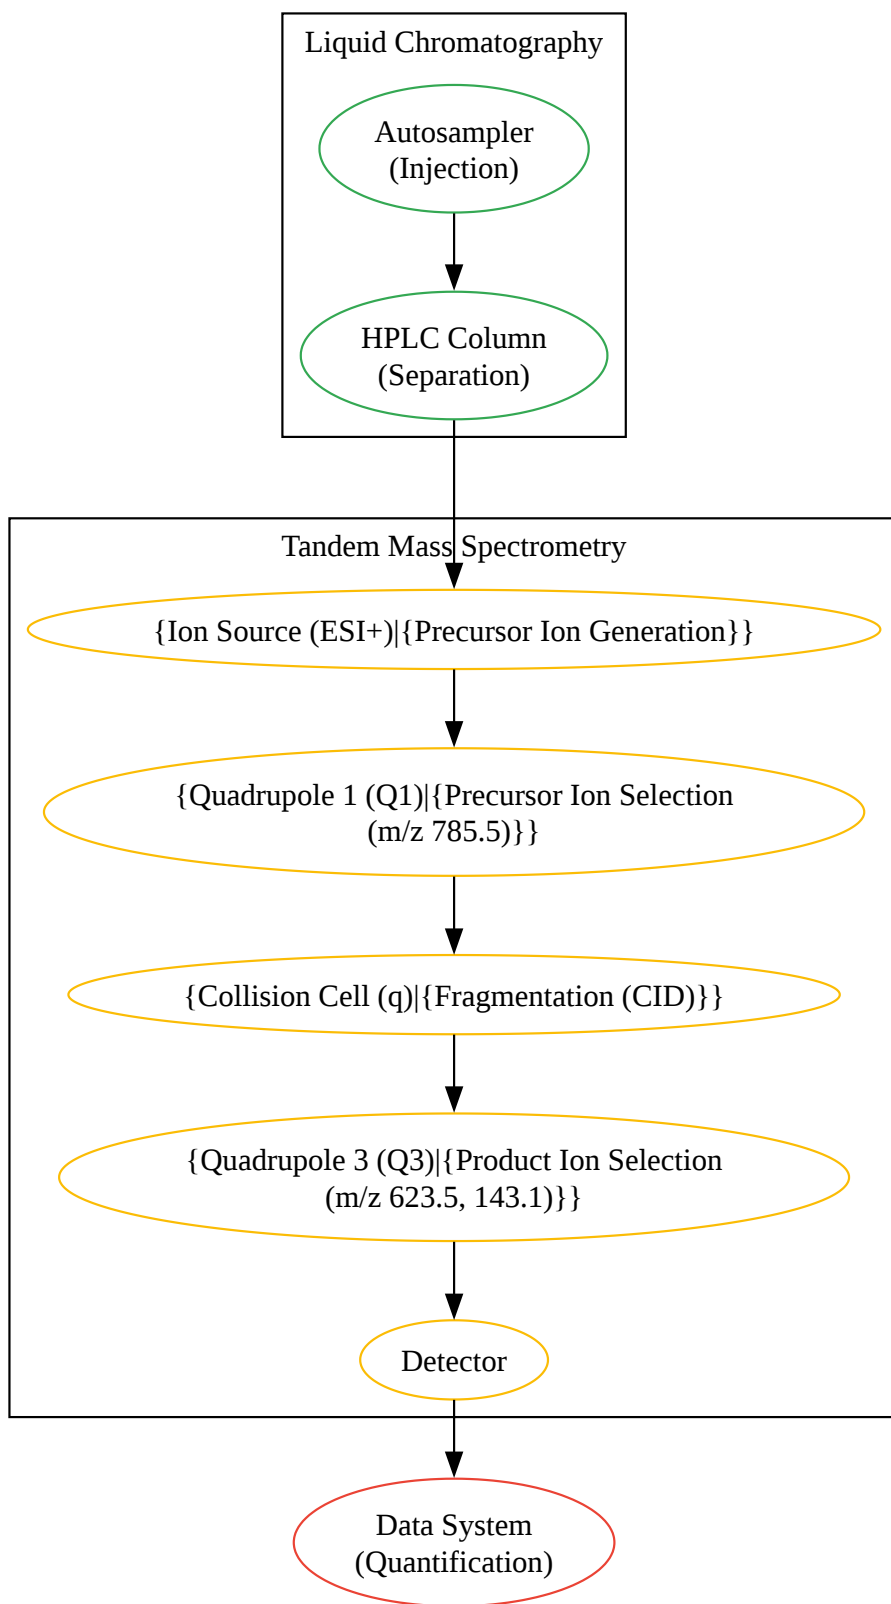 Liquid Chromatography
Autosampler
(Injection)
HPLC Column
(Separation)
Tandem Mass Spectrometry
{Ion Source (ESI+)|{Precursor Ion Generation}}
{Quadrupole 1 (Q1)|{Precursor Ion Selection
(m/z 785.5)}}
{Collision Cell (q)|{Fragmentation (CID)}}
{Quadrupole 3 (Q3)|{Product Ion Selection
(m/z 623.5, 143.1)}}
Detector
Data System
(Quantification)